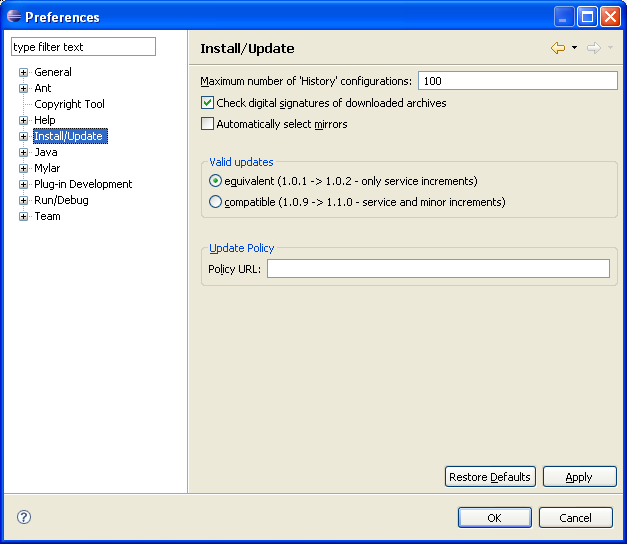 Preferences
type filter text
General
Ant
Copyright Tool
Help
Install/Update
Java
Mylar
Plug-in Development
Run/Debug
Team
Install/Update
Maximum number of 'History' configurations: 100
Check digital signatures of downloaded archives
Automatically select mirrors
Valid updates
equivalent (1.0.1 -> 1.0.2 - only service increments)
compatible (1.0.9 -> 1.1.0 - service and minor increments)
Update Policy
Policy URL:
Restore Defaults Apply
? OK Cancel